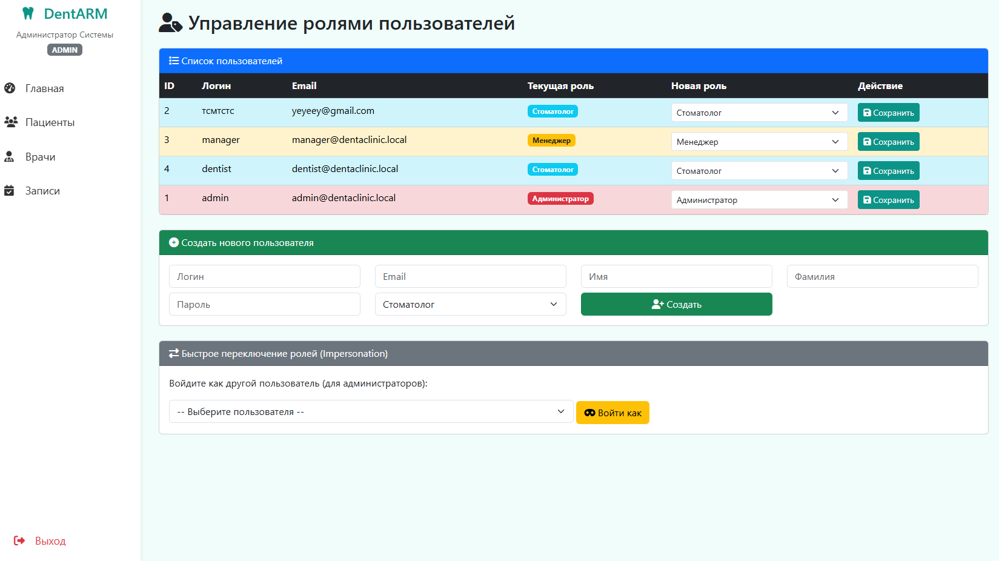 DentARM
Администратор Системы
ADMIN
Главная
Пациенты
Врачи
Записи
Выход
Управление ролями пользователей
Список пользователей
ID Логин Email Текущая роль Новая роль Действие
2 тсмтстс yeyeey@gmail.com Стоматолог Стоматолог Сохранить
3 manager manager@dentaclinic.local Менеджер Менеджер Сохранить
4 dentist dentist@dentaclinic.local Стоматолог Стоматолог Сохранить
1 admin admin@dentaclinic.local Администратор Администратор Сохранить
Создать нового пользователя
Логин Email Имя Фамилия
Пароль Стоматолог Создать
Быстрое переключение ролей (Impersonation)
Войдите как другой пользователь (для администраторов):
-- Выберите пользователя -- Войти как